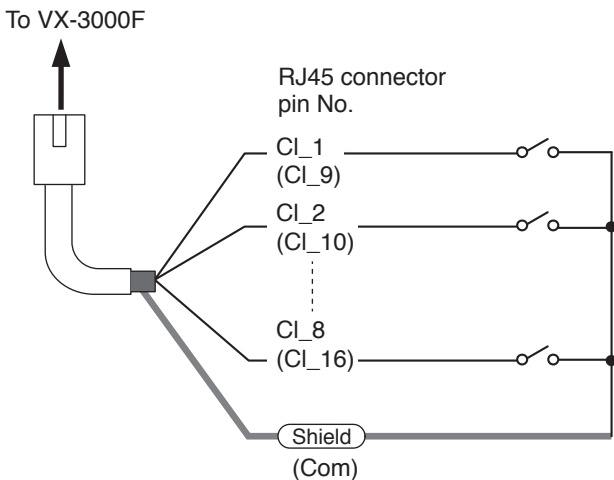 To VX-3000F
RJ45 connector
pin No.
CI_1
(CI_9)
CI_2
(CI_10)
CI_8
(CI_16)
Shield
(Com)